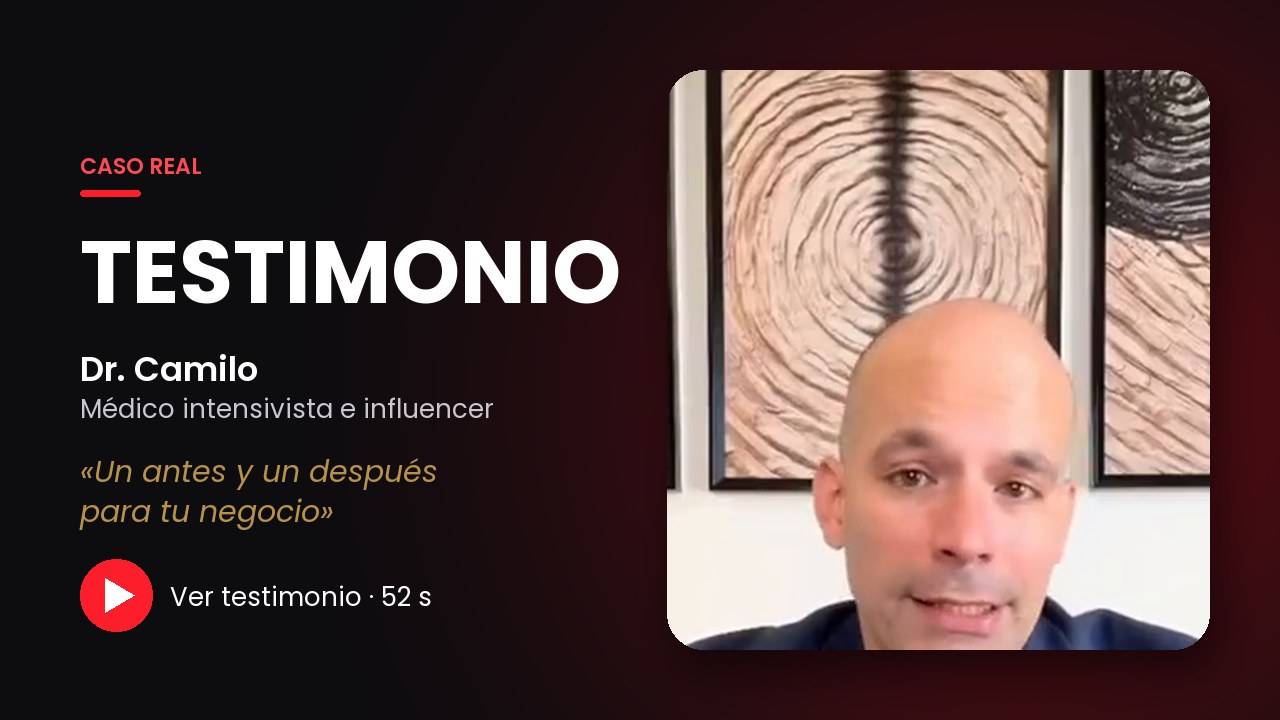 CASO REAL
TESTIMONIO
Dr. Camilo
Médico intensivista e influencer
«Un antes y un después
para tu negocio»
Ver testimonio · 52 s